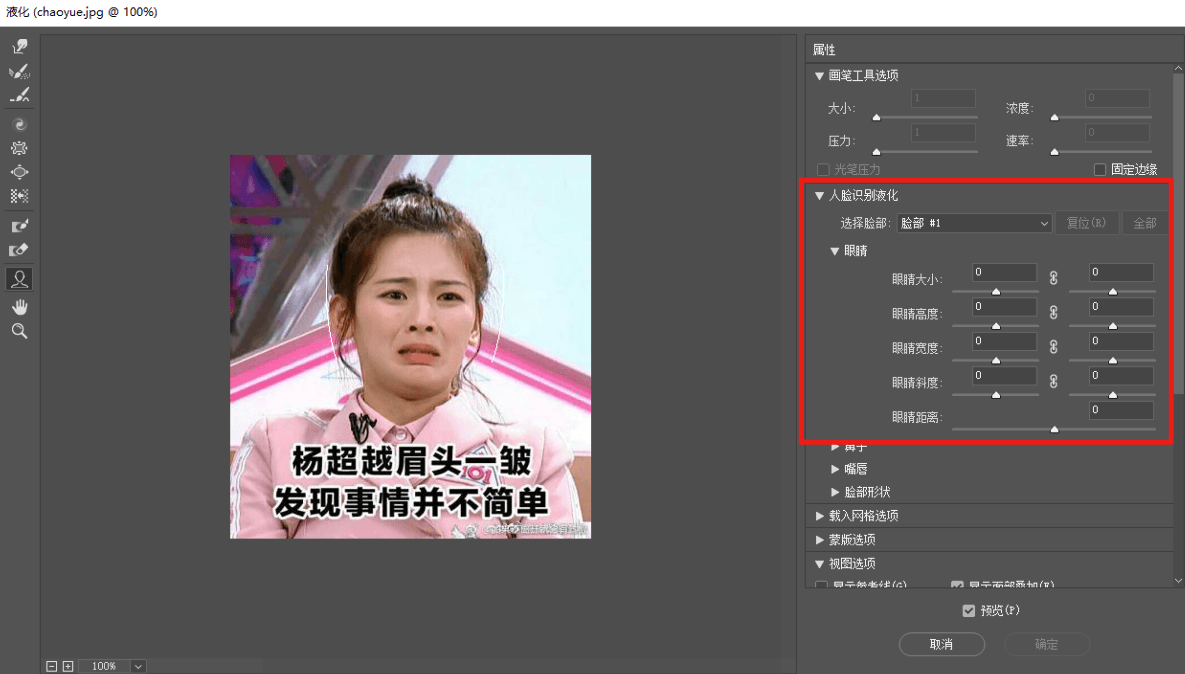 液化 (chaoyue.jpg @ 100%)
属性
画笔工具选项
大小: 1 浓度: 0
压力: 1 速率: 0
光笔压力 固定边缘
人脸识别液化
选择脸部: 脸部 #1 复位(R) 全部
眼睛
眼睛大小: 0 0
眼睛高度: 0 0
眼睛宽度: 0 0
眼睛斜度: 0 0
眼睛距离: 0
鼻子
嘴唇
脸部形状
载入网格选项
蒙版选项
视图选项
显示参考线(G) 显示面部叠加(F)
预览(P)
取消 确定
101
杨超越眉头一皱
发现事情并不简单
100%